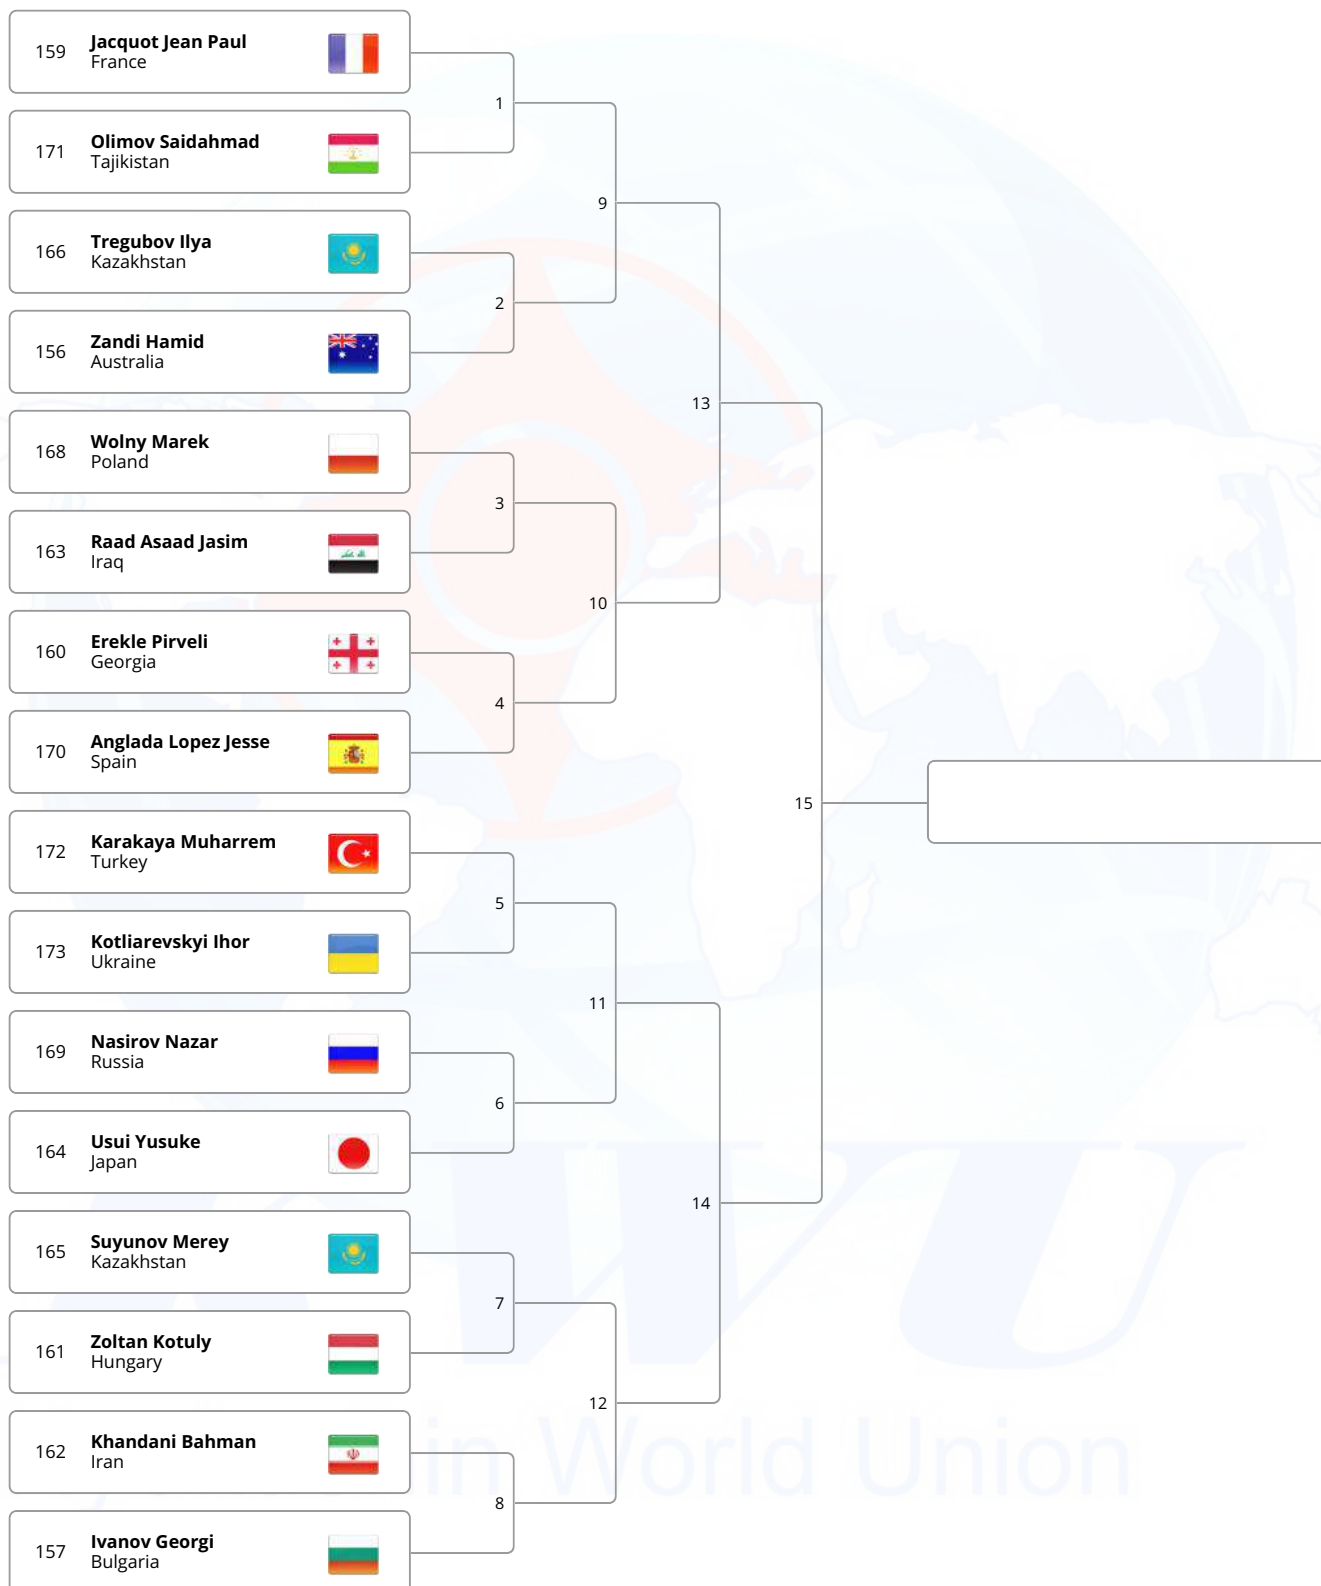 159
Jacquot Jean Paul
France
171
Olimov Saidahmad
Tajikistan
166
Tregubov Ilya
Kazakhstan
156
Zandi Hamid
Australia
168
Wolny Marek
Poland
163
Raad Asaad Jasim
Iraq
160
Erekle Pirveli
Georgia
170
Anglada Lopez Jesse
Spain
172
Karakaya Muharrem
Turkey
173
Kotliarevskyi Ihor
Ukraine
169
Nasirov Nazar
Russia
164
Usui Yusuke
Japan
165
Suyunov Merey
Kazakhstan
161
Zoltan Kotuly
Hungary
162
Khandani Bahman
Iran
157
Ivanov Georgi
Bulgaria
1
2
3
4
5
6
7
8
9
10
11
12
13
14
15
WU
World Union